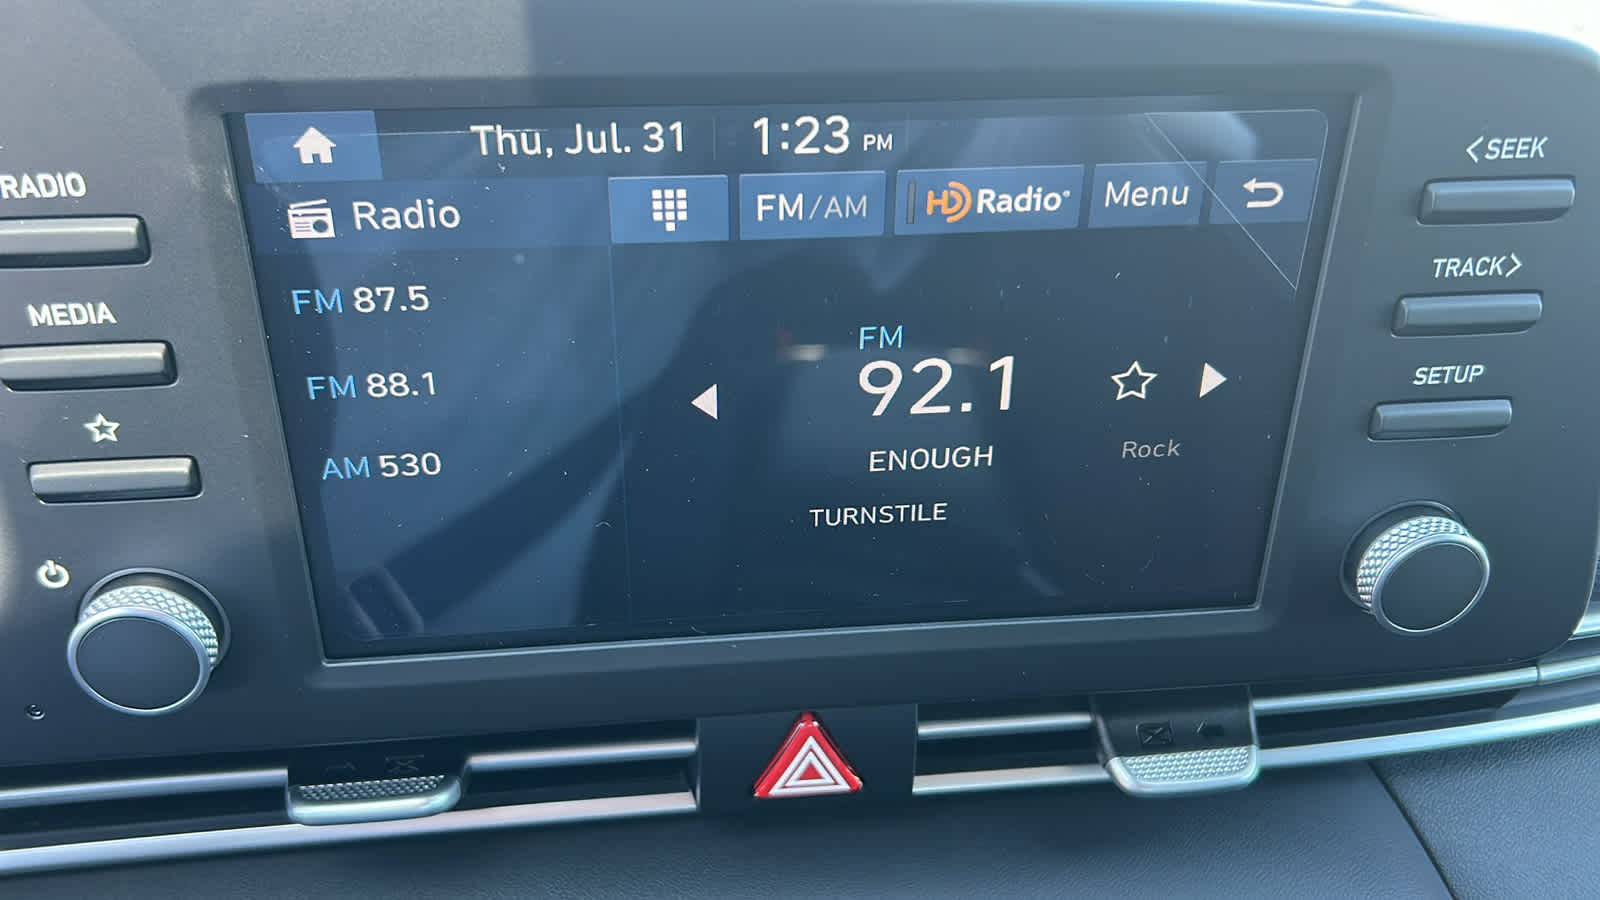 RADIO
MEDIA
Thu, Jul. 31 1:23 PM
Radio
FM/AM
HD Radio
Menu
FM 87.5
FM 88.1
AM 530
FM
92.1
ENOUGH
TURNSTILE
Rock
<SEEK
TRACK>
SETUP